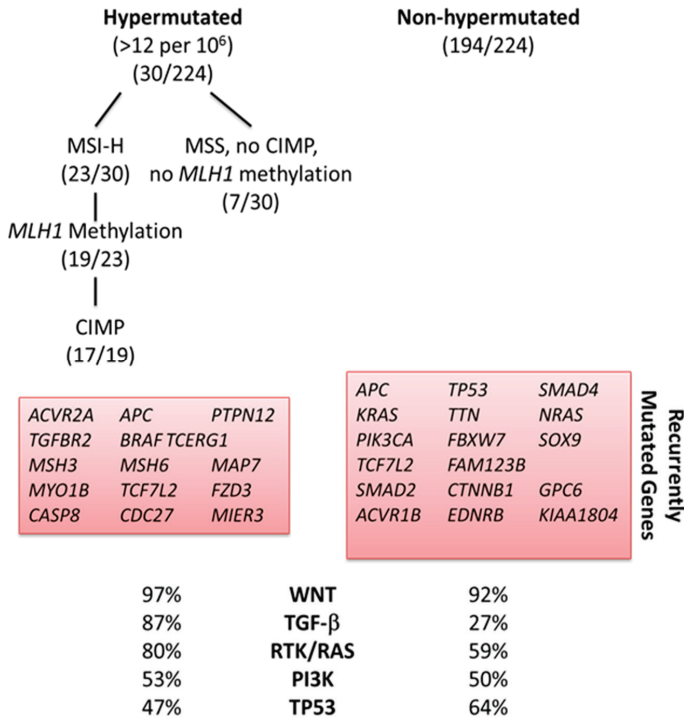 Hypermutated
(>12 per 10⁶)
(30/224)
Non-hypermutated
(194/224)
MSI-H
(23/30)
MSS, no CIMP,
no MLH1 methylation
(7/30)
MLH1 Methylation
(19/23)
CIMP
(17/19)
ACVR2A APC PTPN12
TGFBR2 BRAF TCERG1
MSH3 MSH6 MAP7
MYO1B TCF7L2 FZD3
CASP8 CDC27 MIER3
APC TP53 SMAD4
KRAS TTN NRAS
PIK3CA FBXW7 SOX9
TCF7L2 FAM123B
SMAD2 CTNNB1 GPC6
ACVR1B EDNRB KIAA1804
Recurrently
Mutated Genes
97% WNT 92%
87% TGF-β 27%
80% RTK/RAS 59%
53% PI3K 50%
47% TP53 64%